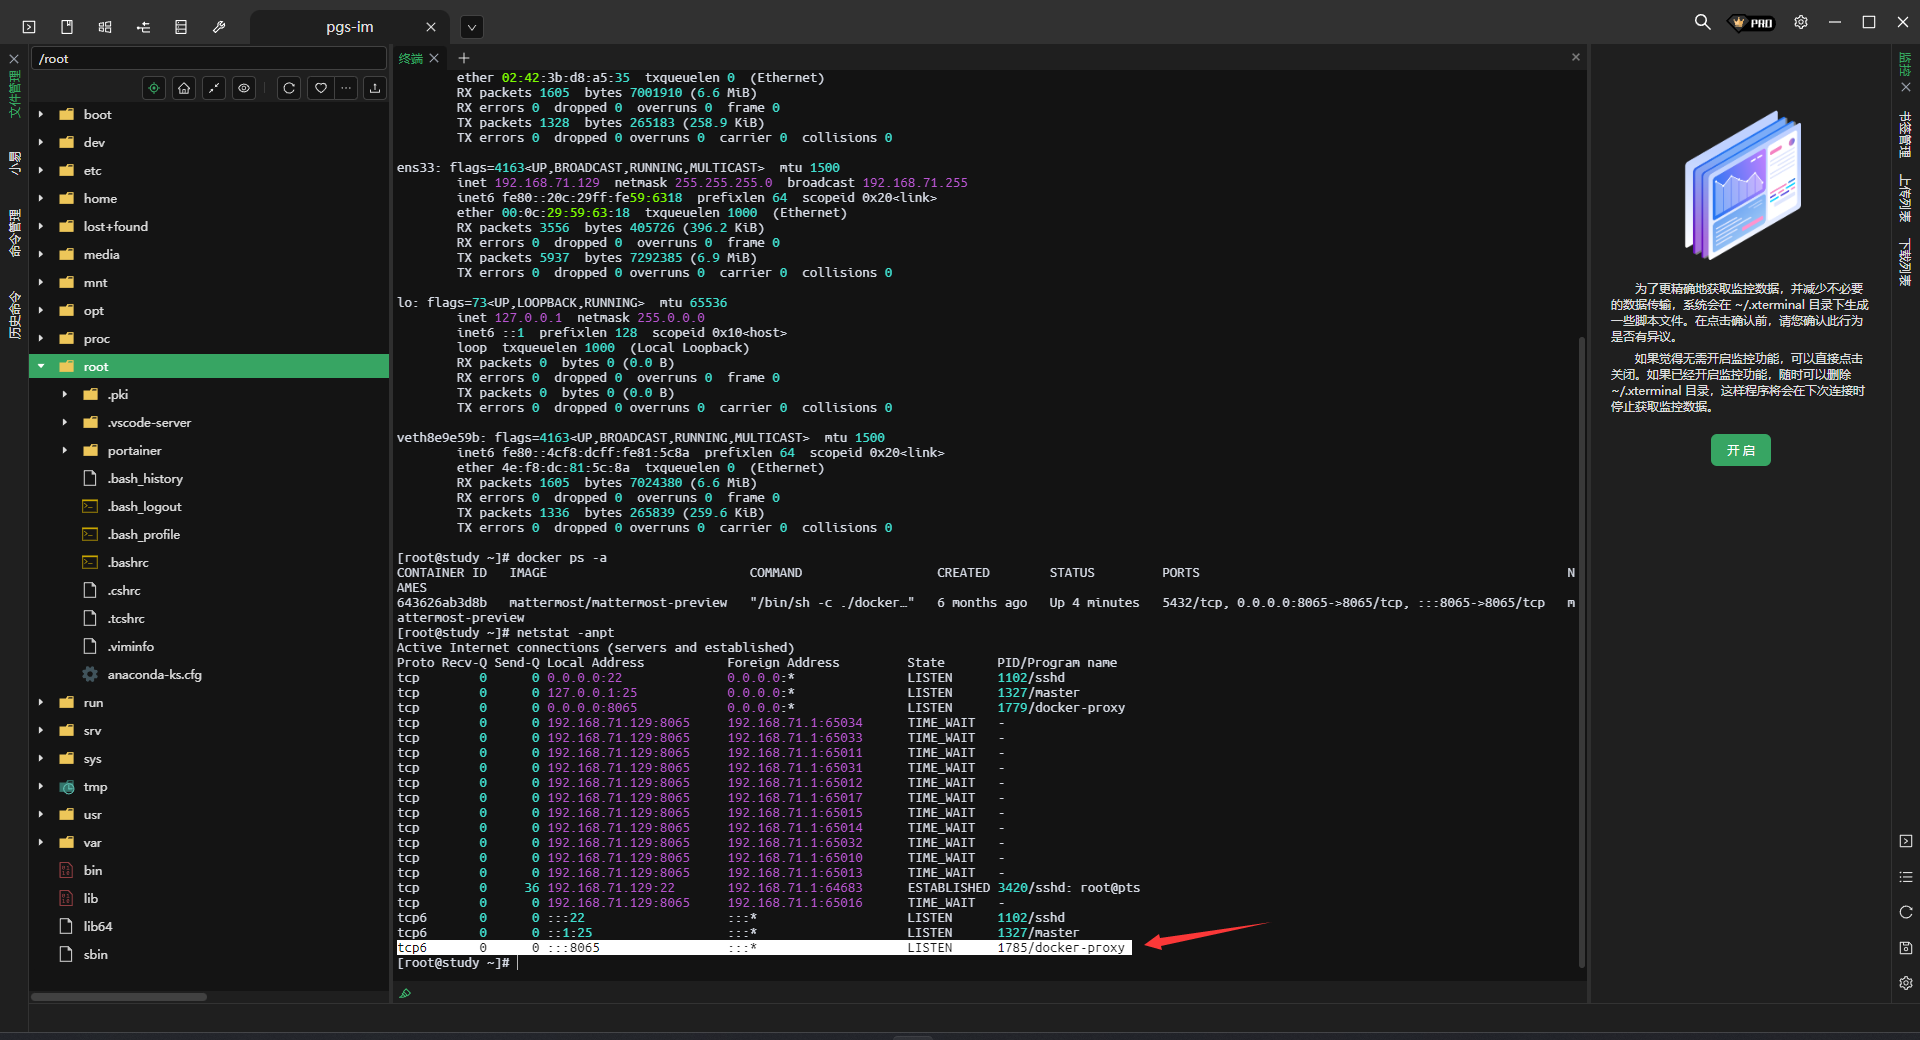 pgs-im
PRO
/root
文件管理
小易
命令管理
历史命令
boot
dev
etc
home
lost+found
media
mnt
opt
proc
root
.pki
.vscode-server
portainer
.bash_history
.bash_logout
.bash_profile
.bashrc
.cshrc
.tcshrc
.viminfo
anaconda-ks.cfg
run
srv
sys
tmp
usr
var
bin
lib
lib64
sbin
终端
ether 02:42:3b:d8:a5:35  txqueuelen 0  (Ethernet)
RX packets 1605  bytes 7001910 (6.6 MiB)
RX errors 0  dropped 0  overruns 0  frame 0
TX packets 1328  bytes 265183 (258.9 KiB)
TX errors 0  dropped 0 overruns 0  carrier 0  collisions 0
ens33: flags=4163<UP,BROADCAST,RUNNING,MULTICAST>  mtu 1500
inet 192.168.71.129  netmask 255.255.255.0  broadcast 192.168.71.255
inet6 fe80::20c:29ff:fe59:6318  prefixlen 64  scopeid 0x20<link>
ether 00:0c:29:59:63:18  txqueuelen 1000  (Ethernet)
RX packets 3556  bytes 405726 (396.2 KiB)
RX errors 0  dropped 0  overruns 0  frame 0
TX packets 5937  bytes 7292385 (6.9 MiB)
TX errors 0  dropped 0 overruns 0  carrier 0  collisions 0
lo: flags=73<UP,LOOPBACK,RUNNING>  mtu 65536
inet 127.0.0.1  netmask 255.0.0.0
inet6 ::1  prefixlen 128  scopeid 0x10<host>
loop  txqueuelen 1000  (Local Loopback)
RX packets 0  bytes 0 (0.0 B)
RX errors 0  dropped 0  overruns 0  frame 0
TX packets 0  bytes 0 (0.0 B)
TX errors 0  dropped 0 overruns 0  carrier 0  collisions 0
veth8e9e59b: flags=4163<UP,BROADCAST,RUNNING,MULTICAST>  mtu 1500
inet6 fe80::4cf8:dcff:fe81:5c8a  prefixlen 64  scopeid 0x20<link>
ether 4e:f8:dc:81:5c:8a  txqueuelen 0  (Ethernet)
RX packets 1605  bytes 7024380 (6.6 MiB)
RX errors 0  dropped 0  overruns 0  frame 0
TX packets 1336  bytes 265839 (259.6 KiB)
TX errors 0  dropped 0 overruns 0  carrier 0  collisions 0
[root@study ~]# docker ps -a
CONTAINER ID   IMAGE   COMMAND   CREATED   STATUS   PORTS   N
AMES
643626ab3d8b   mattermost/mattermost-preview   "/bin/sh -c ./docker…"   6 months ago   Up 4 minutes   5432/tcp, 0.0.0.0:8065->8065/tcp, :::8065->8065/tcp   m
attermost-preview
[root@study ~]# netstat -anpt
Active Internet connections (servers and established)
Proto Recv-Q Send-Q Local Address   Foreign Address   State   PID/Program name
tcp   0   0 0.0.0.0:22   0.0.0.0:*   LISTEN   1102/sshd
tcp   0   0 127.0.0.1:25   0.0.0.0:*   LISTEN   1327/master
tcp   0   0 0.0.0.0:8065   0.0.0.0:*   LISTEN   1779/docker-proxy
tcp   0   0 192.168.71.129:8065   192.168.71.1:65034   TIME_WAIT   -
tcp   0   0 192.168.71.129:8065   192.168.71.1:65033   TIME_WAIT   -
tcp   0   0 192.168.71.129:8065   192.168.71.1:65011   TIME_WAIT   -
tcp   0   0 192.168.71.129:8065   192.168.71.1:65031   TIME_WAIT   -
tcp   0   0 192.168.71.129:8065   192.168.71.1:65012   TIME_WAIT   -
tcp   0   0 192.168.71.129:8065   192.168.71.1:65017   TIME_WAIT   -
tcp   0   0 192.168.71.129:8065   192.168.71.1:65015   TIME_WAIT   -
tcp   0   0 192.168.71.129:8065   192.168.71.1:65014   TIME_WAIT   -
tcp   0   0 192.168.71.129:8065   192.168.71.1:65032   TIME_WAIT   -
tcp   0   0 192.168.71.129:8065   192.168.71.1:65010   TIME_WAIT   -
tcp   0   0 192.168.71.129:8065   192.168.71.1:65013   TIME_WAIT   -
tcp   0   36 192.168.71.129:22   192.168.71.1:64683   ESTABLISHED 3420/sshd: root@pts
tcp   0   0 192.168.71.129:8065   192.168.71.1:65016   TIME_WAIT   -
tcp6   0   0 :::22   :::*   LISTEN   1102/sshd
tcp6   0   0 ::1:25   :::*   LISTEN   1327/master
tcp6   0   0 :::8065   :::*   LISTEN   1785/docker-proxy
[root@study ~]#
为了更精确地获取监控数据，并减少不必要
的数据传输，系统会在 ~/.xterminal 目录下生成
一些脚本文件。在点击确认前，请您确认此行为
是否有异议。
如果觉得无需开启监控功能，可以直接点击
关闭。如果已经开启监控功能，随时可以删除
~/.xterminal 目录，这样程序将会在下次连接时
停止获取监控数据。
开 启
监控
书签管理
上传列表
下载列表